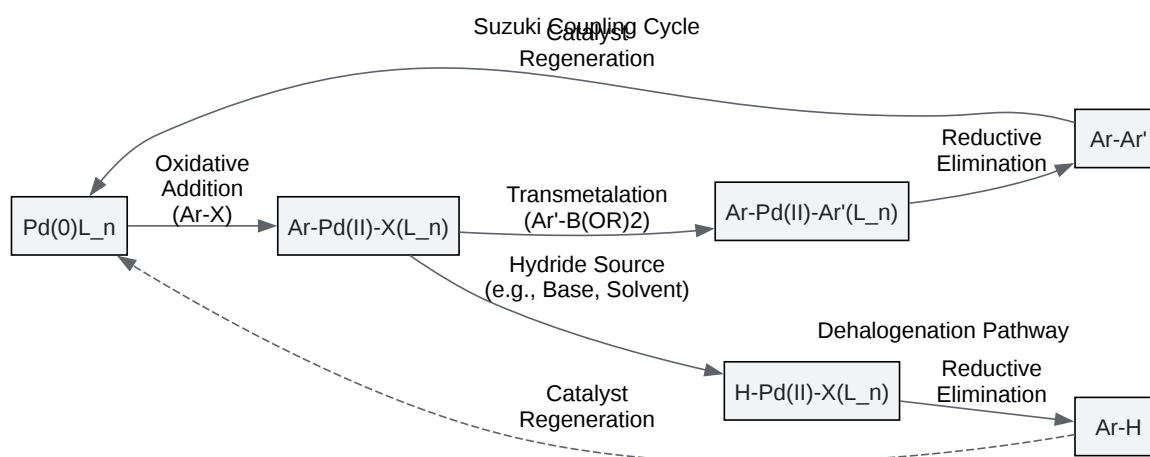 Suzuki Coupling Cycle
Catalyst
Regeneration
Ar-Ar'
Reductive
Elimination
Oxidative
Addition
(Ar-X)
Transmetalation
(Ar'-B(OR)2)
Pd(0)L_n
Ar-Pd(II)-X(L_n)
Ar-Pd(II)-Ar'(L_n)
Hydride Source
(e.g., Base, Solvent)
Dehalogenation Pathway
H-Pd(II)-X(L_n)
Reductive
Elimination
Catalyst
Regeneration
Ar-H